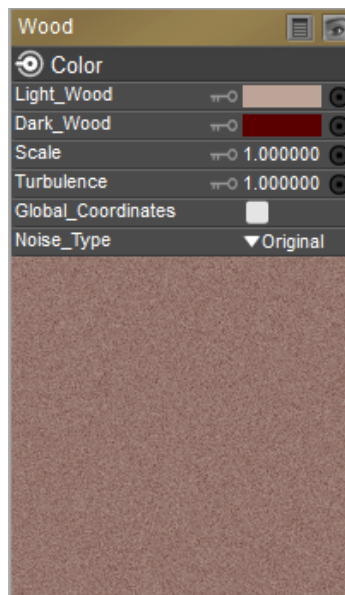 Wood
Color
Light_Wood
Dark_Wood
Scale 1.000000
Turbulence 1.000000
Global_Coordinates
Noise_Type Original